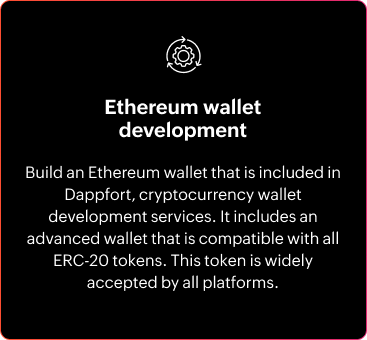 Ethereum wallet
development
Build an Ethereum wallet that is included in
Dappfort, cryptocurrency wallet
development services. It includes an
advanced wallet that is compatible with all
ERC-20 tokens. This token is widely
accepted by all platforms.